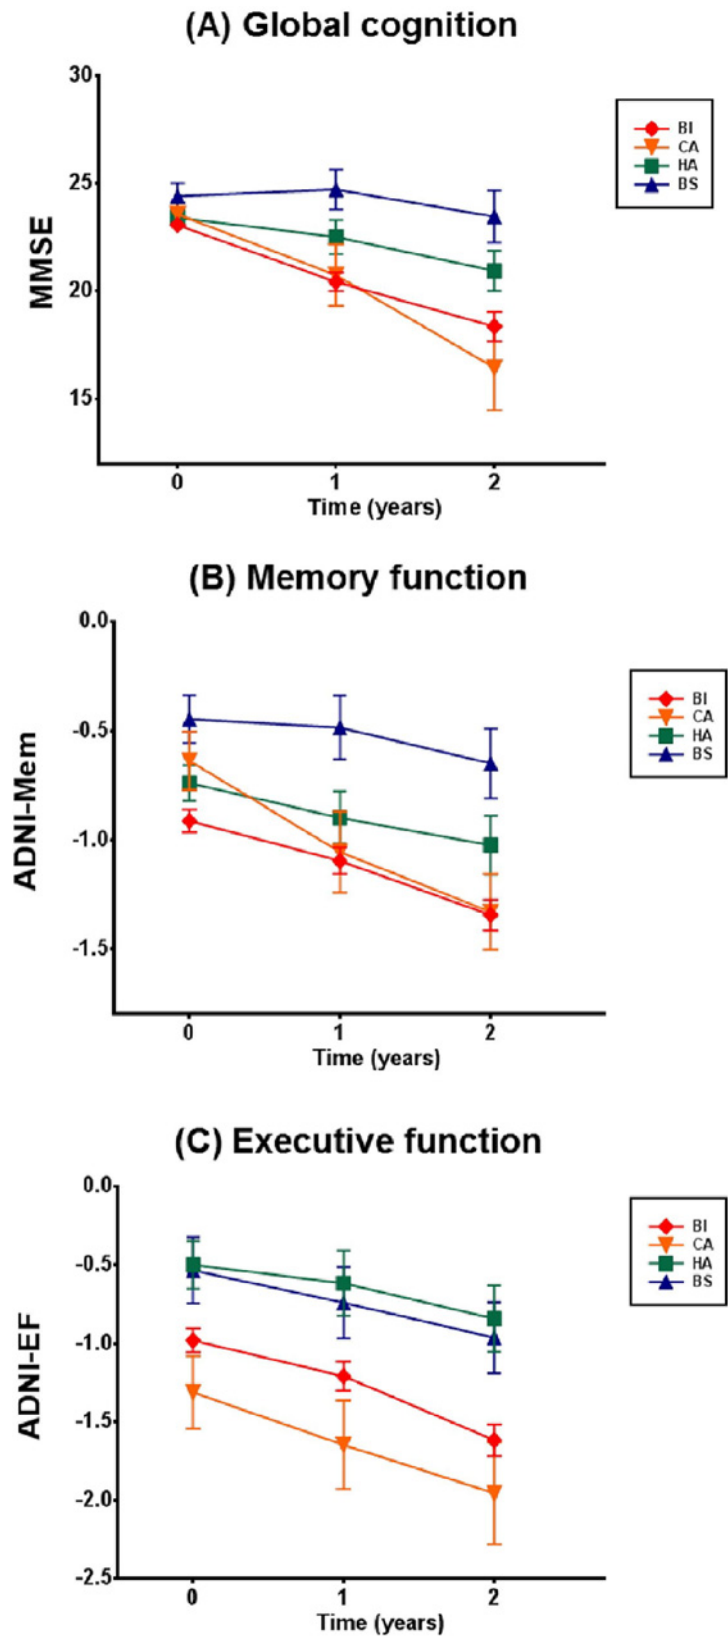 (A) Global cognition
30
25
20
15
MMSE
0 1 2
Time (years)
BI
CA
HA
BS
(B) Memory function
0.0
-0.5
-1.0
-1.5
ADNI-Mem
0 1 2
Time (years)
BI
CA
HA
BS
(C) Executive function
0.0
-0.5
-1.0
-1.5
-2.0
-2.5
ADNI-EF
0 1 2
Time (years)
BI
CA
HA
BS